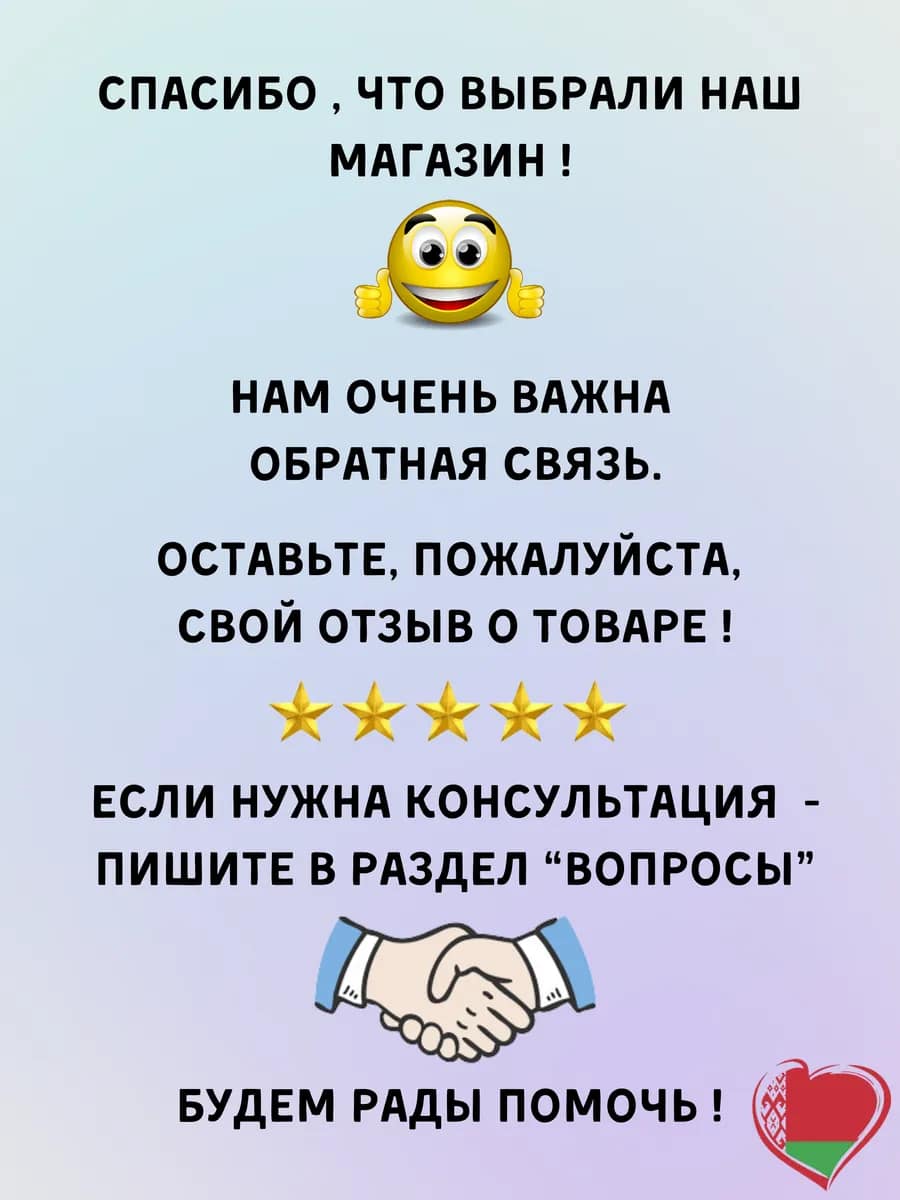 СПАСИБО , ЧТО ВЫБРАЛИ НАШ
МАГАЗИН !
НАМ ОЧЕНЬ ВАЖНА
ОБРАТНАЯ СВЯЗЬ.
ОСТАВЬТЕ, ПОЖАЛУЙСТА,
СВОЙ ОТЗЫВ О ТОВАРЕ !
ЕСЛИ НУЖНА КОНСУЛЬТАЦИЯ -
ПИШИТЕ В РАЗДЕЛ “ВОПРОСЫ”
БУДЕМ РАДЫ ПОМОЧЬ !